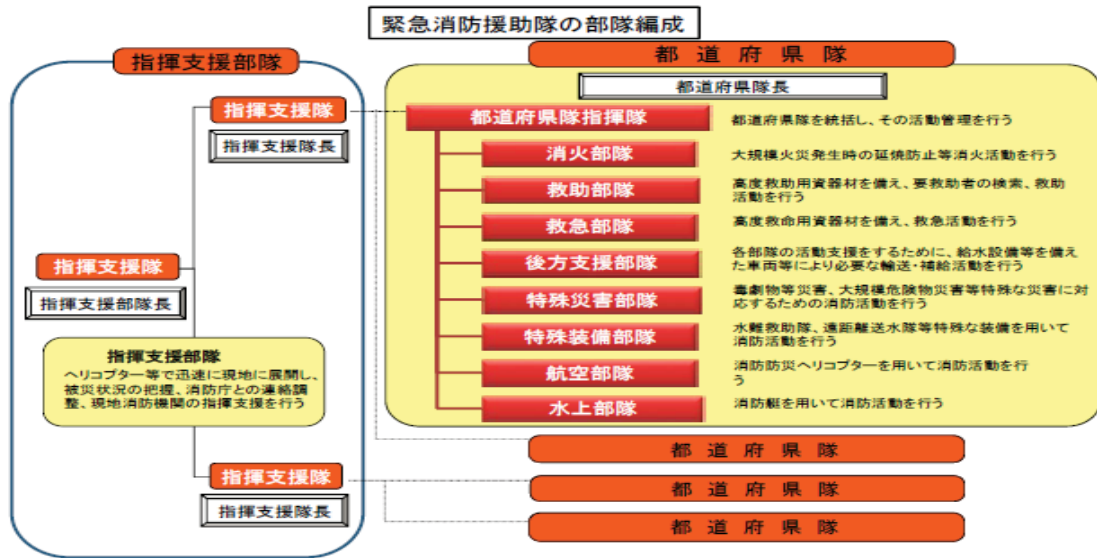 緊急消防援助隊の部隊編成
指揮支援部隊
指揮支援隊
指揮支援隊長
指揮支援隊
指揮支援部隊長
指揮支援部隊
ヘリコプター等で迅速に現地に展開し、
被災状況の把握、消防庁との連絡調
整、現地消防機関の指揮支援を行う
指揮支援隊
指揮支援隊長
都道府県隊
都道府県隊長
都道府県隊指揮隊
都道府県隊を統括し、その活動管理を行う
消火部隊
大規模火災発生時の延焼防止等消火活動を行う
救助部隊
高度救助用資器材を備え、要救助者の検索、救助
活動を行う
救急部隊
高度救命用資器材を備え、救急活動を行う
後方支援部隊
各部隊の活動支援をするために、給水設備等を備え
た車両等により必要な輸送・補給活動を行う
特殊災害部隊
毒劇物等災害、大規模危険物災害等特殊な災害に対
応するための消防活動を行う
特殊装備部隊
水難救助隊、遠距離送水隊等特殊な装備を用いて
消防活動を行う
航空部隊
消防防災ヘリコプターを用いて消防活動を行
う
水上部隊
消防艇を用いて消防活動を行う
都道府県隊
都道府県隊
都道府県隊